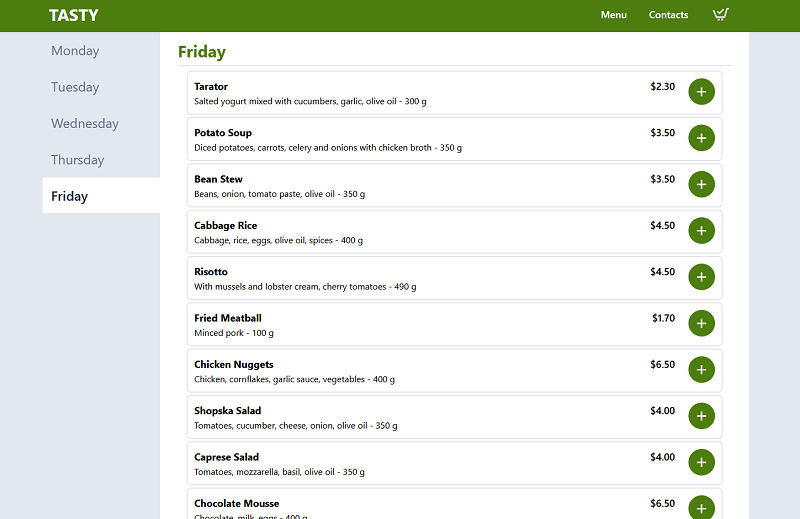 TASTY
Menu
Contacts
Monday
Tuesday
Wednesday
Thursday
Friday
Friday
Tarator
$2.30
Salted yogurt mixed with cucumbers, garlic, olive oil - 300 g
Potato Soup
$3.50
Diced potatoes, carrots, celery and onions with chicken broth - 350 g
Bean Stew
$3.50
Beans, onion, tomato paste, olive oil - 350 g
Cabbage Rice
$4.50
Cabbage, rice, eggs, olive oil, spices - 400 g
Risotto
$4.50
With mussels and lobster cream, cherry tomatoes - 490 g
Fried Meatball
$1.70
Minced pork - 100 g
Chicken Nuggets
$6.50
Chicken, cornflakes, garlic sauce, vegetables - 400 g
Shopska Salad
$4.00
Tomatoes, cucumber, cheese, onion, olive oil - 350 g
Caprese Salad
$4.00
Tomatoes, mozzarella, basil, olive oil - 350 g
Chocolate Mousse
$6.50
Chocolate, milk, eggs - 400 g